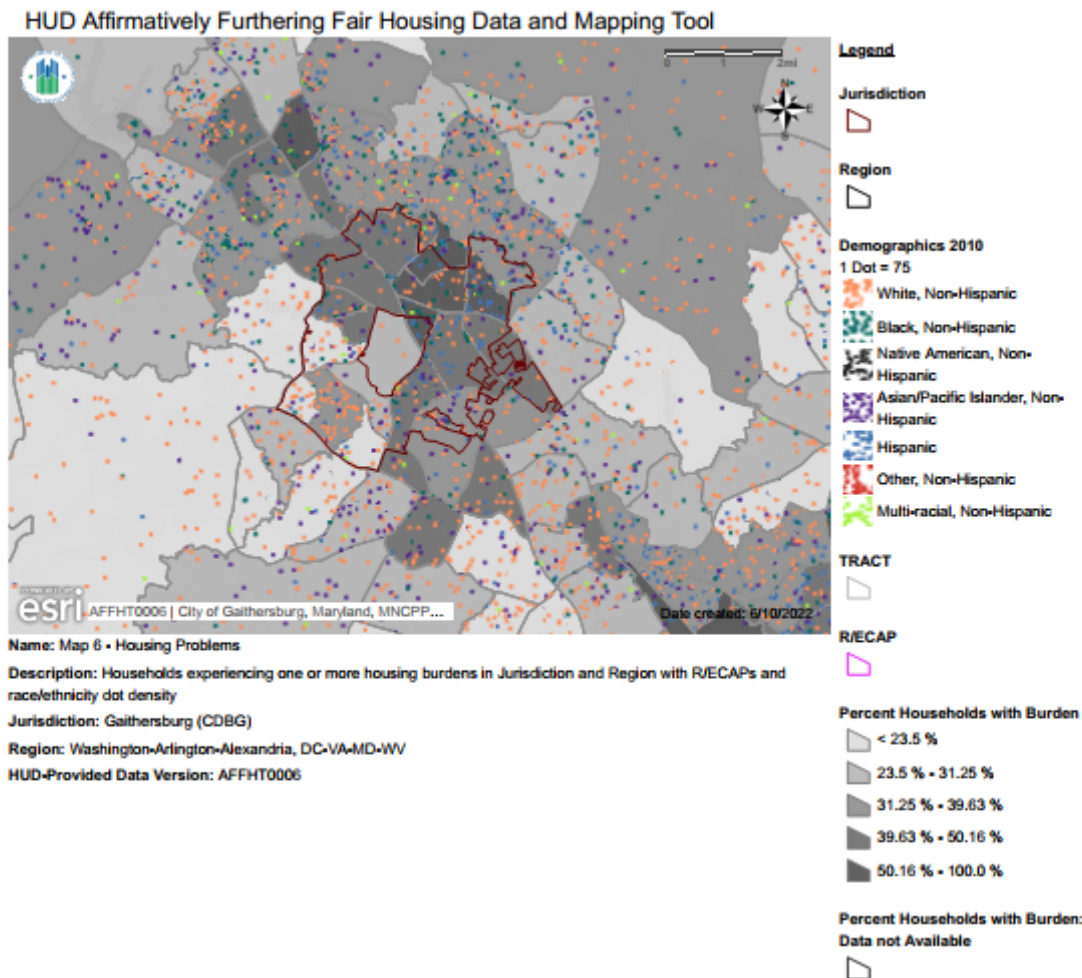 HUD Affirmatively Furthering Fair Housing Data and Mapping Tool
0 1 2mi
N
W E
S
POWERED BY
esri
AFFHT0006 | City of Gaithersburg, Maryland, MNCPP...
Date created: 6/10/2022
Name: Map 6 - Housing Problems
Description: Households experiencing one or more housing burdens in Jurisdiction and Region with R/ECAPs and
race/ethnicity dot density
Jurisdiction: Gaithersburg (CDBG)
Region: Washington-Arlington-Alexandria, DC-VA-MD-WV
HUD-Provided Data Version: AFFHT0006
Legend
Jurisdiction
Region
Demographics 2010
1 Dot = 75
White, Non-Hispanic
Black, Non-Hispanic
Native American, Non-
Hispanic
Asian/Pacific Islander, Non-
Hispanic
Hispanic
Other, Non-Hispanic
Multi-racial, Non-Hispanic
TRACT
R/ECAP
Percent Households with Burden
< 23.5 %
23.5 % - 31.25 %
31.25 % - 39.63 %
39.63 % - 50.16 %
50.16 % - 100.0 %
Percent Households with Burden:
Data not Available